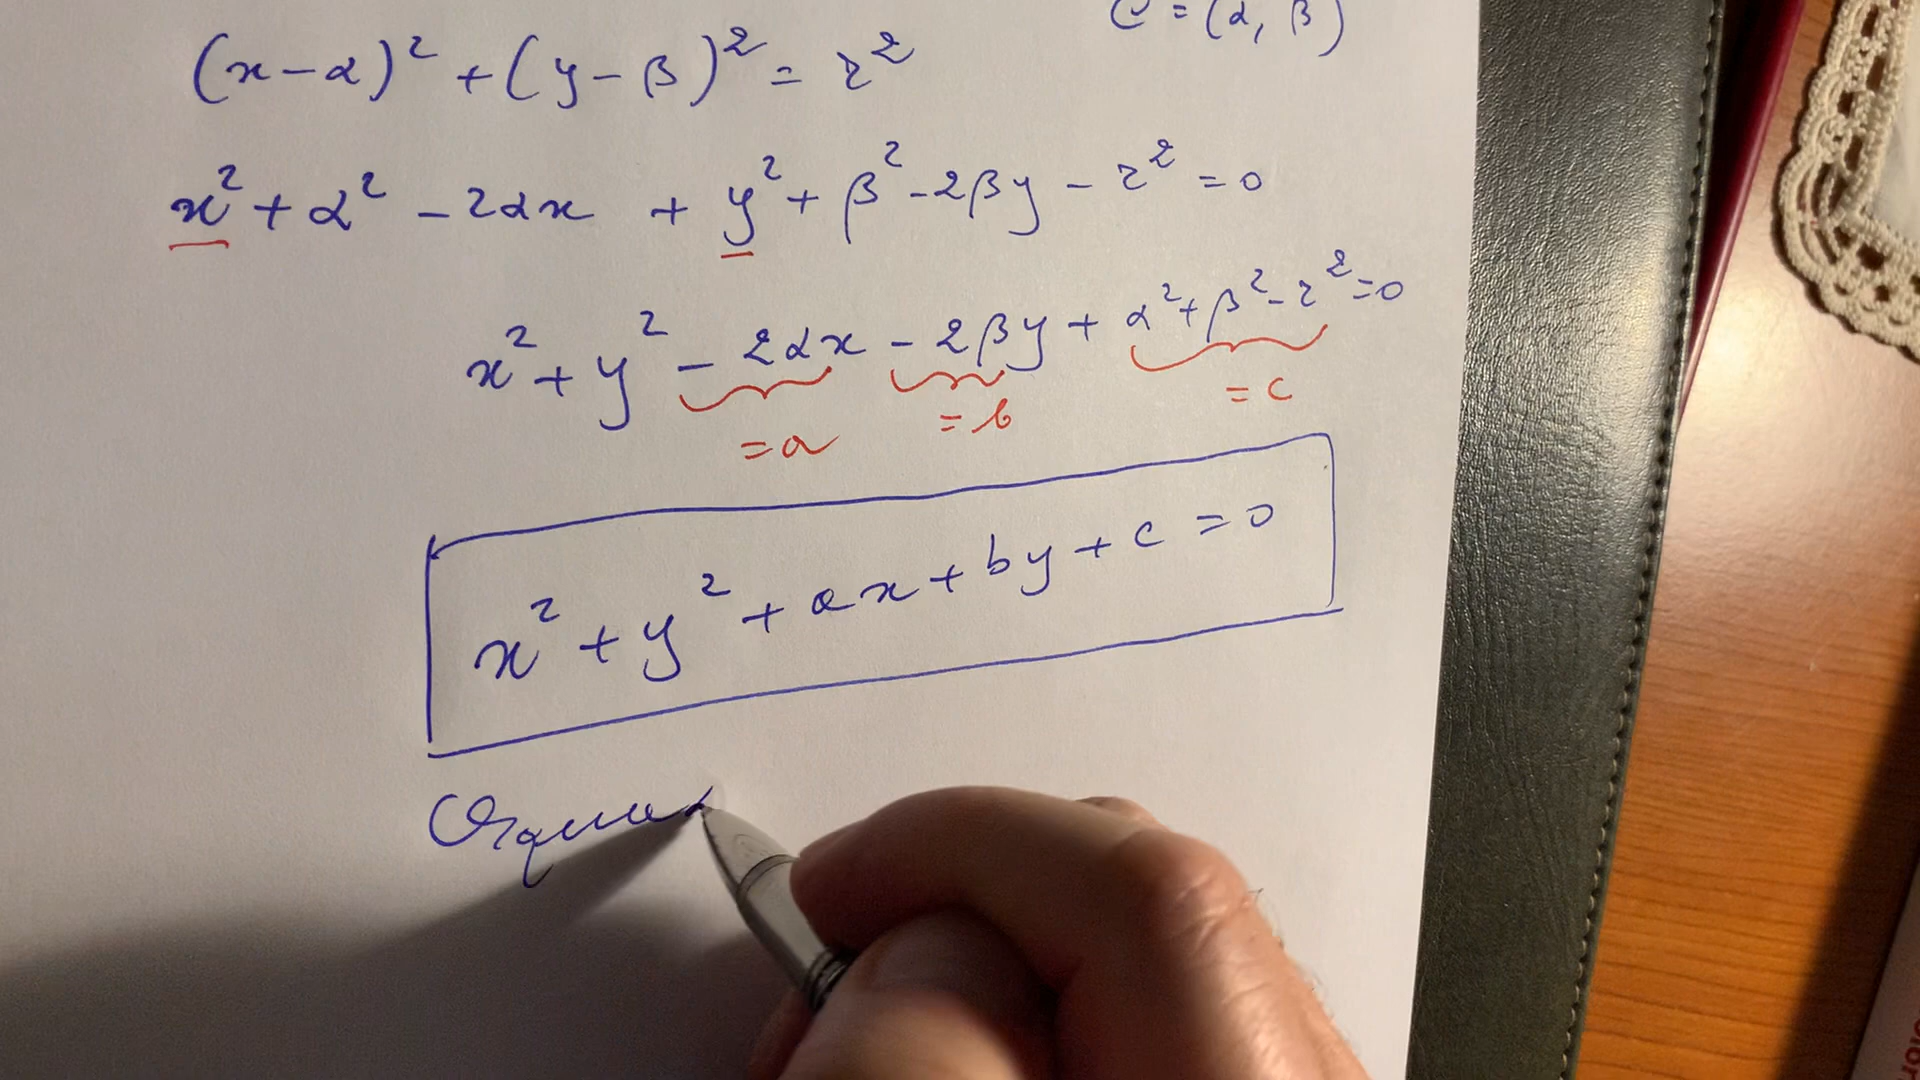 C = (α, β)
(x-α)² + (y-β)² = r²
x² + α² - 2αx + y² + β² - 2βy - r² = 0
x² + y² - 2αx - 2βy + α² + β² - r² = 0
= a = b = c
x² + y² + ax + by + c = 0